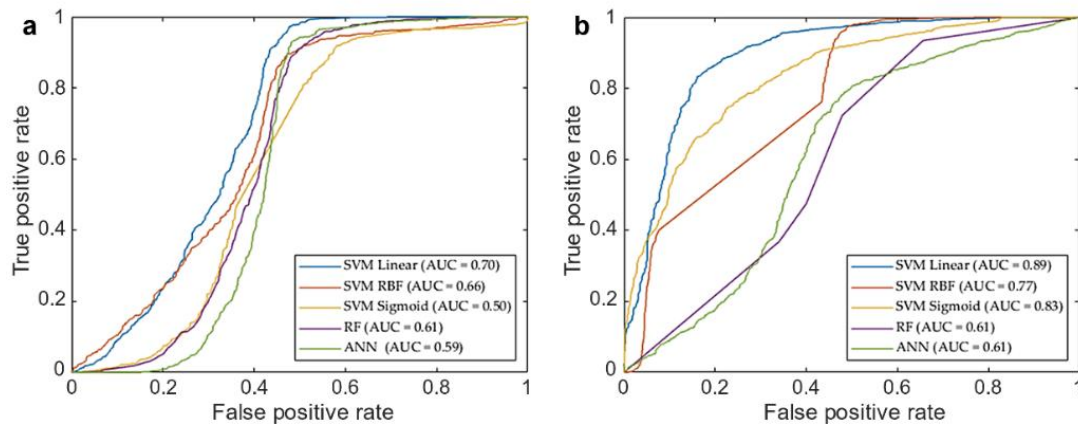 a
1
0.8
0.6
0.4
0.2
0
0
0.2
0.4
0.6
0.8
1
True positive rate
False positive rate
SVM Linear (AUC = 0.70)
SVM RBF (AUC = 0.66)
SVM Sigmoid (AUC = 0.50)
RF (AUC = 0.61)
ANN (AUC = 0.59)
b
1
0.8
0.6
0.4
0.2
0
0
0.2
0.4
0.6
0.8
1
True positive rate
False positive rate
SVM Linear (AUC = 0.89)
SVM RBF (AUC = 0.77)
SVM Sigmoid (AUC = 0.83)
RF (AUC = 0.61)
ANN (AUC = 0.61)